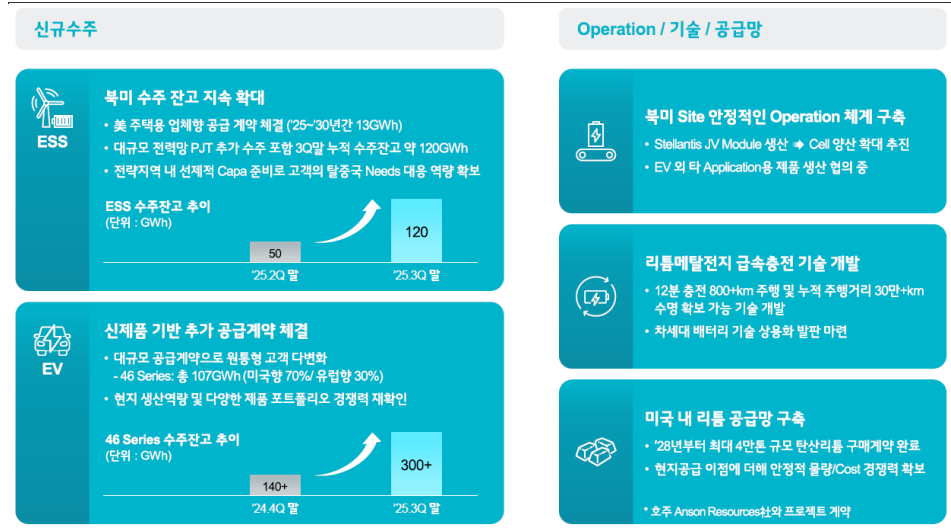 신규수주
ESS
북미 수주 잔고 지속 확대
• 美 주택용 업체향 공급 계약 체결 ('25~'30년간 13GWh)
• 대규모 전력망 PJT 추가 수주 포함 3Q말 누적 수주잔고 약 120GWh
• 전략지역 내 선제적 Capa 준비로 고객의 탈중국 Needs 대응 역량 확보
ESS 수주잔고 추이
(단위 : GWh)
50
120
'25.2Q 말
'25.3Q 말
EV
신제품 기반 추가 공급계약 체결
• 대규모 공급계약으로 원통형 고객 다변화
- 46 Series: 총 107GWh (미국향 70%/ 유럽향 30%)
• 현지 생산역량 및 다양한 제품 포트폴리오 경쟁력 재확인
46 Series 수주잔고 추이
(단위 : GWh)
140+
300+
'24.4Q 말
'25.3Q 말
Operation / 기술 / 공급망
북미 Site 안정적인 Operation 체계 구축
• Stellantis JV Module 생산 ➡ Cell 양산 확대 추진
• EV 외 타 Application용 제품 생산 협의 중
리튬메탈전지 급속충전 기술 개발
• 12분 충전 800+km 주행 및 누적 주행거리 30만+km
수명 확보 가능 기술 개발
• 차세대 배터리 기술 상용화 발판 마련
미국 내 리튬 공급망 구축
• '28년부터 최대 4만톤 규모 탄산리튬 구매계약 완료
• 현지공급 이점에 더해 안정적 물량/Cost 경쟁력 확보
* 호주 Anson Resources社와 프로젝트 계약